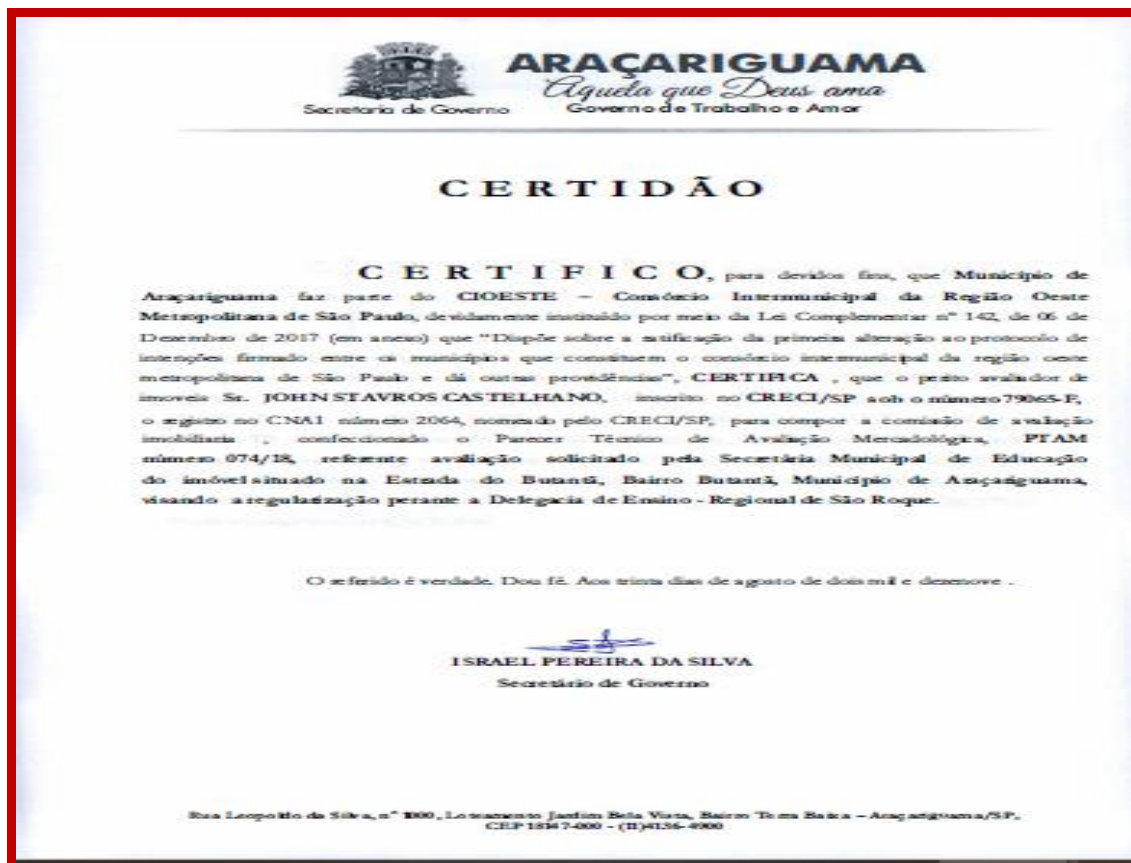 ARAÇARIGUAMA
Aquela que Deus ama
Secretaria de Governo Governo de Trabalho e Amor
CERTIDÃO
CERTIFICO, para devidos fins, que Município de
Araçariguama faz parte do CIOESTE – Consórcio Intermunicipal da Região Oeste
Metropolitana de São Paulo, devidamente instituído por meio da Lei Complementar nº 142, de 06 de
Dezembro de 2017 (em anexo) que “Dispõe sobre a ratificação da primeira alteração ao protocolo de
intenções firmado entre os municípios que constituem o consórcio intermunicipal da região oeste
metropolitana de São Paulo e dá outras providências”, CERTIFICA , que o perito avaliador de
imoveis Sr. JOHN STAVROS CASTELHANO, inscrito no CRECI/SP sob o número 79065-F,
o registro no CNAI número 2064, nomeado pelo CRECI/SP, para compor a comissão de avaliação
imobiliaria , confeccionado o Parecer Técnico de Avaliação Mercadológica, PTAM
número 074/18, referente avaliação solicitado pela Secretária Municipal de Educação
do imóvel situado na Estrada do Butantã, Bairro Butantã, Município de Araçariguama,
visando a regularização perante a Delegacia de Ensino - Regional de São Roque.
O referido é verdade. Dou fé. Aos trinta dias de agosto de dois mil e dezenove .
ISRAEL PEREIRA DA SILVA
Secretário de Governo
Rua Leopoldo da Silva, nº 1000, Loteamento Jardim Bela Vista, Bairro Terra Baixa – Araçariguama/SP,
CEP 18147-000 - (11)4136-4900